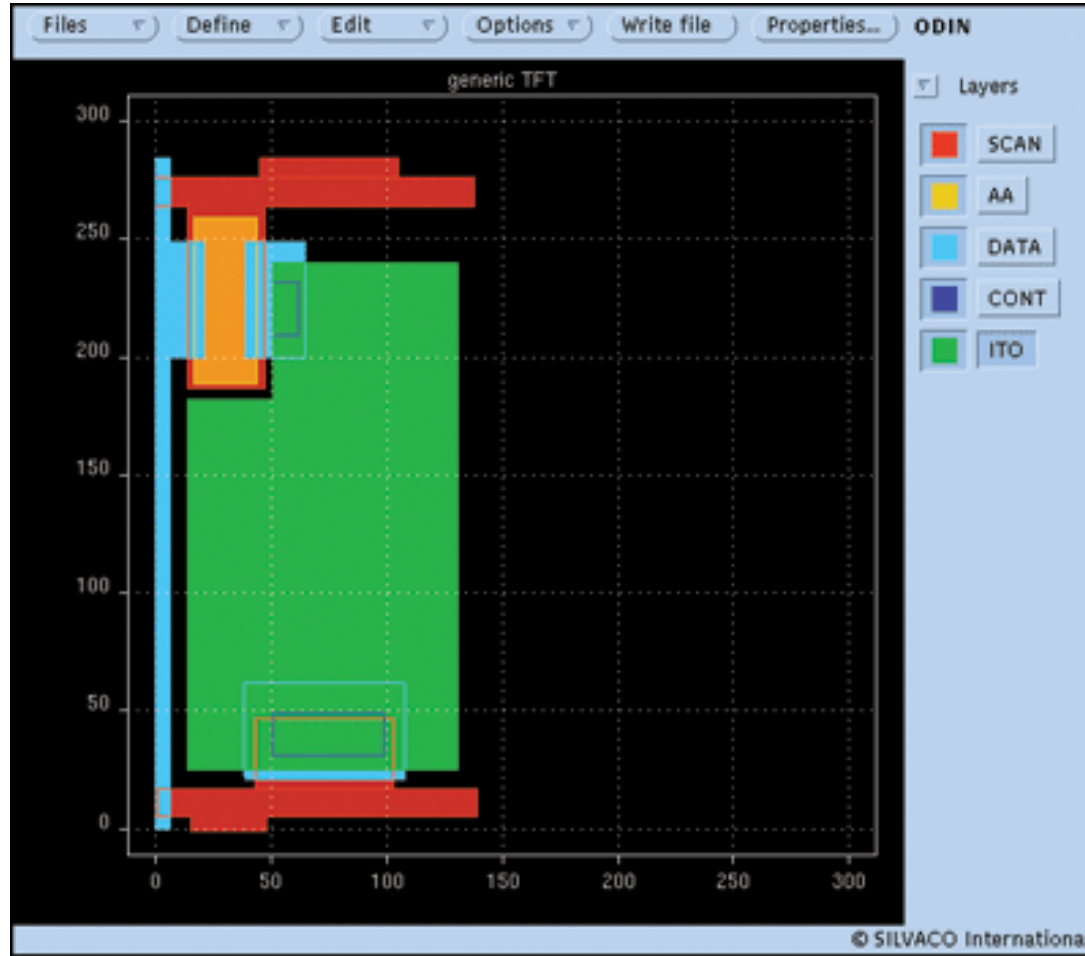 Files Define Edit Options Write file Properties... ODIN
generic TFT
Layers
SCAN
AA
DATA
CONT
ITO
300
250
200
150
100
50
0
0 50 100 150 200 250 300
© SILVACO Internationa